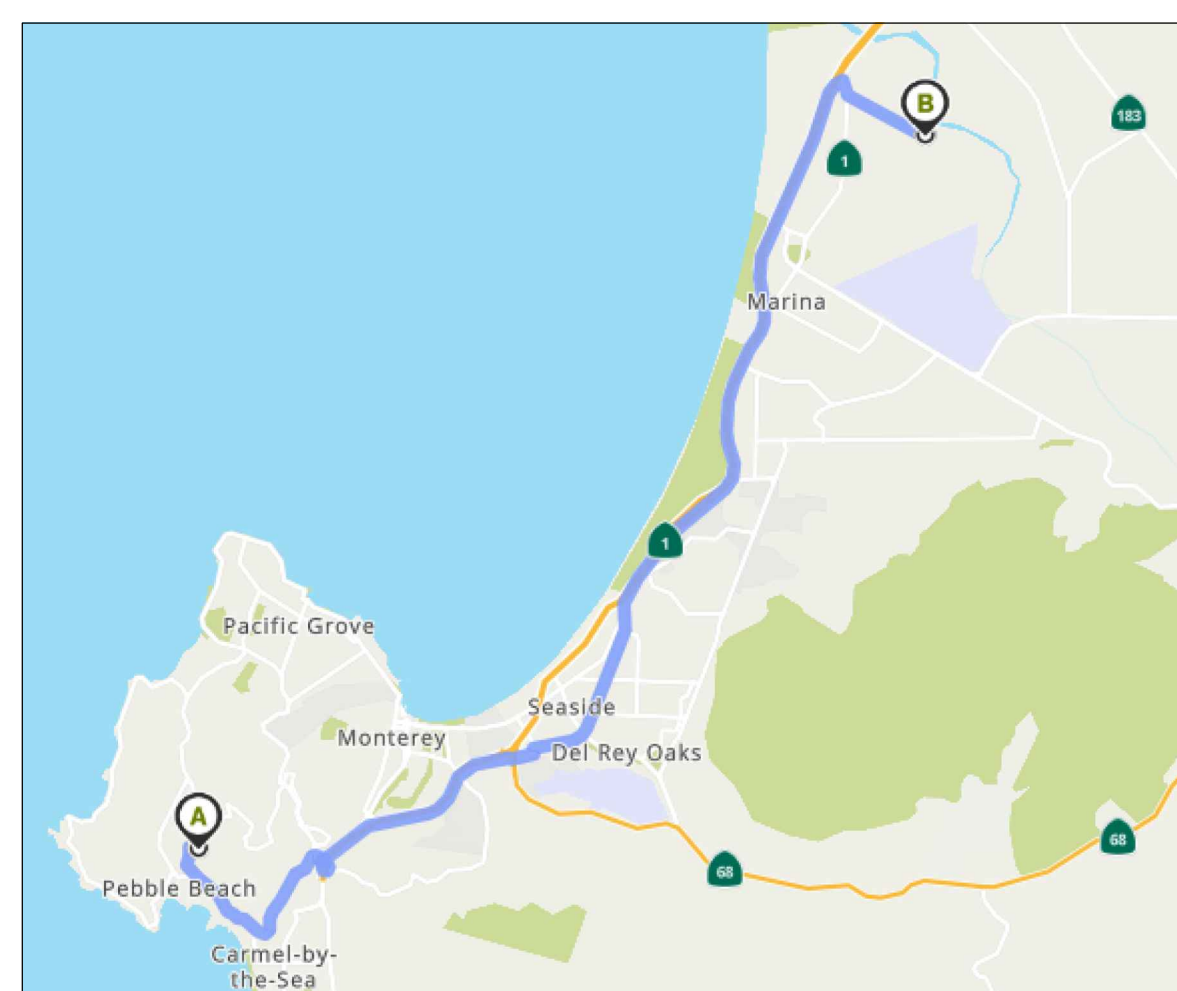 B
183
1
Marina
1
Pacific Grove
Seaside
Monterey
Del Rey Oaks
A
68
68
Pebble Beach
Carmel-by-
the-Sea